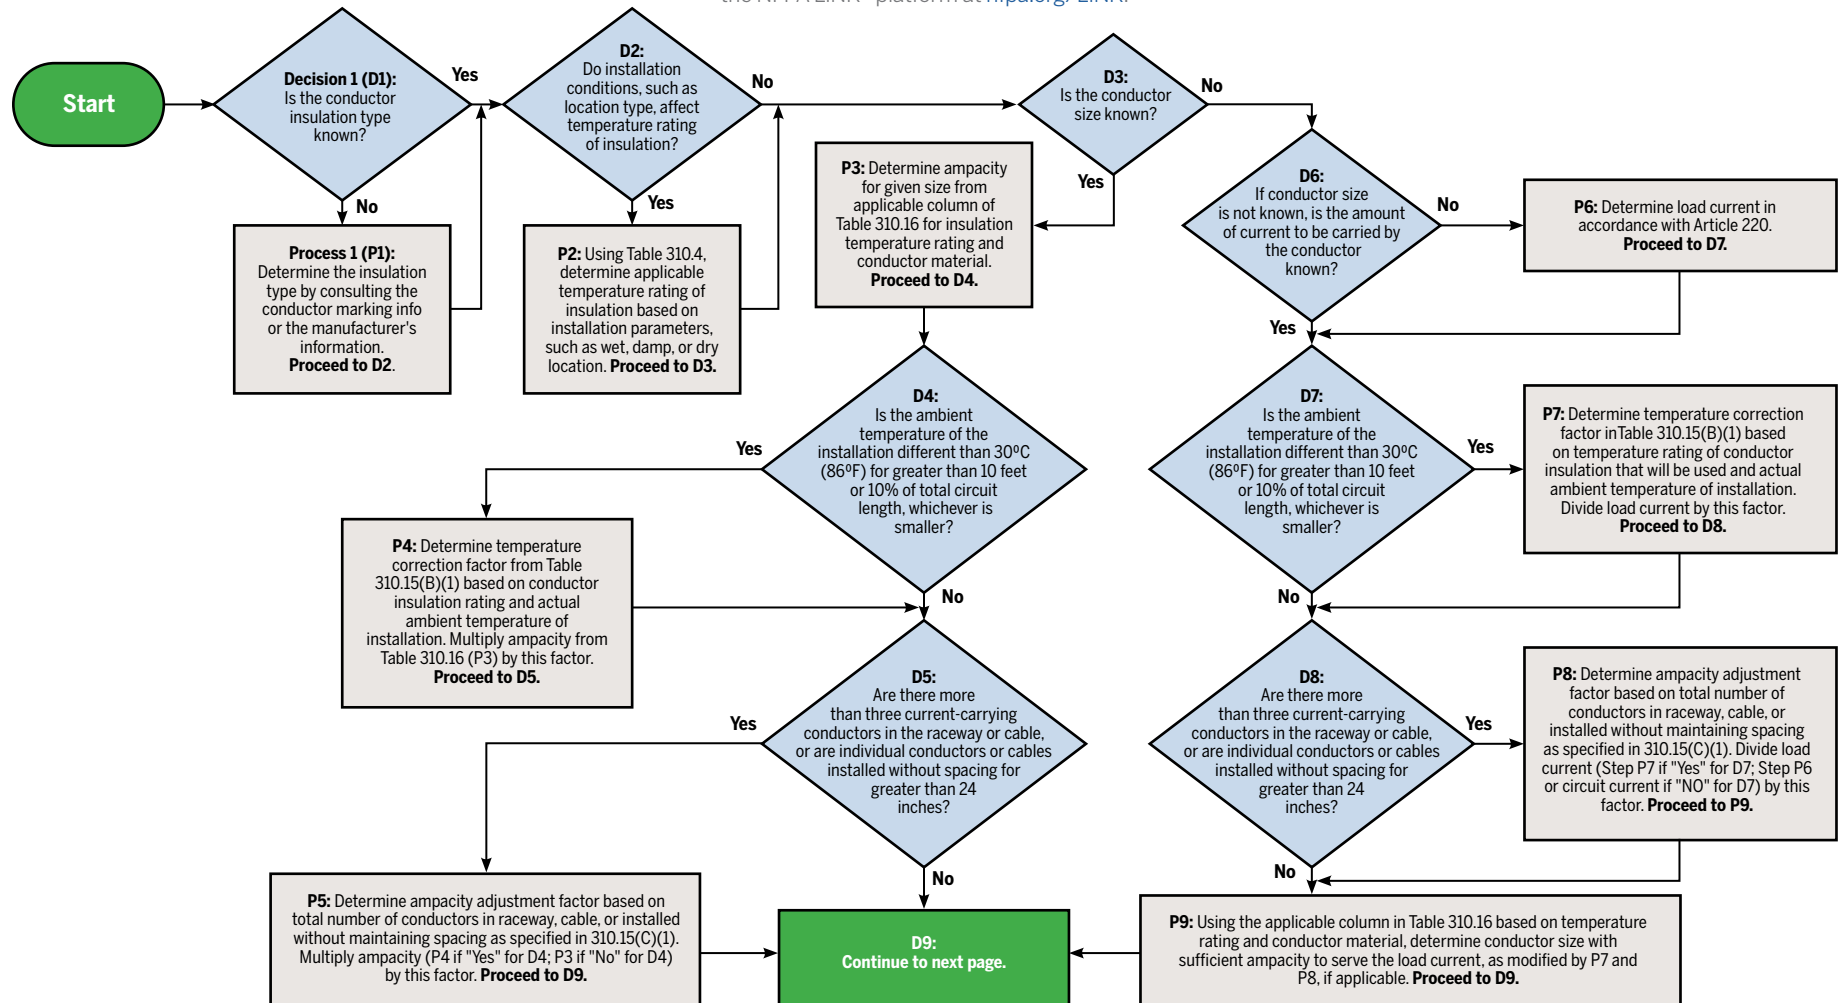 the NFPA LINK® platform at nfpa.org/LINK.
Start
Decision 1 (D1):
Is the conductor
insulation type
known?
Yes
No
Process 1 (P1):
Determine the insulation
type by consulting the
conductor marking info
or the manufacturer's
information.
Proceed to D2.
D2:
Do installation
conditions, such as
location type, affect
temperature rating
of insulation?
No
Yes
P2: Using Table 310.4,
determine applicable
temperature rating of
insulation based on
installation parameters,
such as wet, damp, or dry
location. Proceed to D3.
D3:
Is the conductor
size known?
No
Yes
P3: Determine ampacity
for given size from
applicable column of
Table 310.16 for insulation
temperature rating and
conductor material.
Proceed to D4.
D6:
If conductor size
is not known, is the amount
of current to be carried by
the conductor
known?
No
Yes
P6: Determine load current in
accordance with Article 220.
Proceed to D7.
D4:
Is the ambient
temperature of the
installation different than 30ºC
(86ºF) for greater than 10 feet
or 10% of total circuit
length, whichever is
smaller?
Yes
No
P4: Determine temperature
correction factor from Table
310.15(B)(1) based on conductor
insulation rating and actual
ambient temperature of
installation. Multiply ampacity from
Table 310.16 (P3) by this factor.
Proceed to D5.
D7:
Is the ambient
temperature of the
installation different than 30ºC
(86ºF) for greater than 10 feet
or 10% of total circuit
length, whichever is
smaller?
Yes
No
P7: Determine temperature correction
factor inTable 310.15(B)(1) based
on temperature rating of conductor
insulation that will be used and actual
ambient temperature of installation.
Divide load current by this factor.
Proceed to D8.
D5:
Are there more
than three current-carrying
conductors in the raceway or cable,
or are individual conductors or cables
installed without spacing for
greater than 24
inches?
Yes
No
D8:
Are there more
than three current-carrying
conductors in the raceway or cable,
or are individual conductors or cables
installed without spacing for
greater than 24
inches?
Yes
No
P8: Determine ampacity adjustment
factor based on total number of
conductors in raceway, cable, or
installed without maintaining spacing
as specified in 310.15(C)(1). Divide load
current (Step P7 if "Yes" for D7; Step P6
or circuit current if "NO" for D7) by this
factor. Proceed to P9.
P5: Determine ampacity adjustment factor based on
total number of conductors in raceway, cable, or installed
without maintaining spacing as specified in 310.15(C)(1).
Multiply ampacity (P4 if "Yes" for D4; P3 if "No" for D4)
by this factor. Proceed to D9.
D9:
Continue to next page.
P9: Using the applicable column in Table 310.16 based on temperature
rating and conductor material, determine conductor size with
sufficient ampacity to serve the load current, as modified by P7 and
P8, if applicable. Proceed to D9.